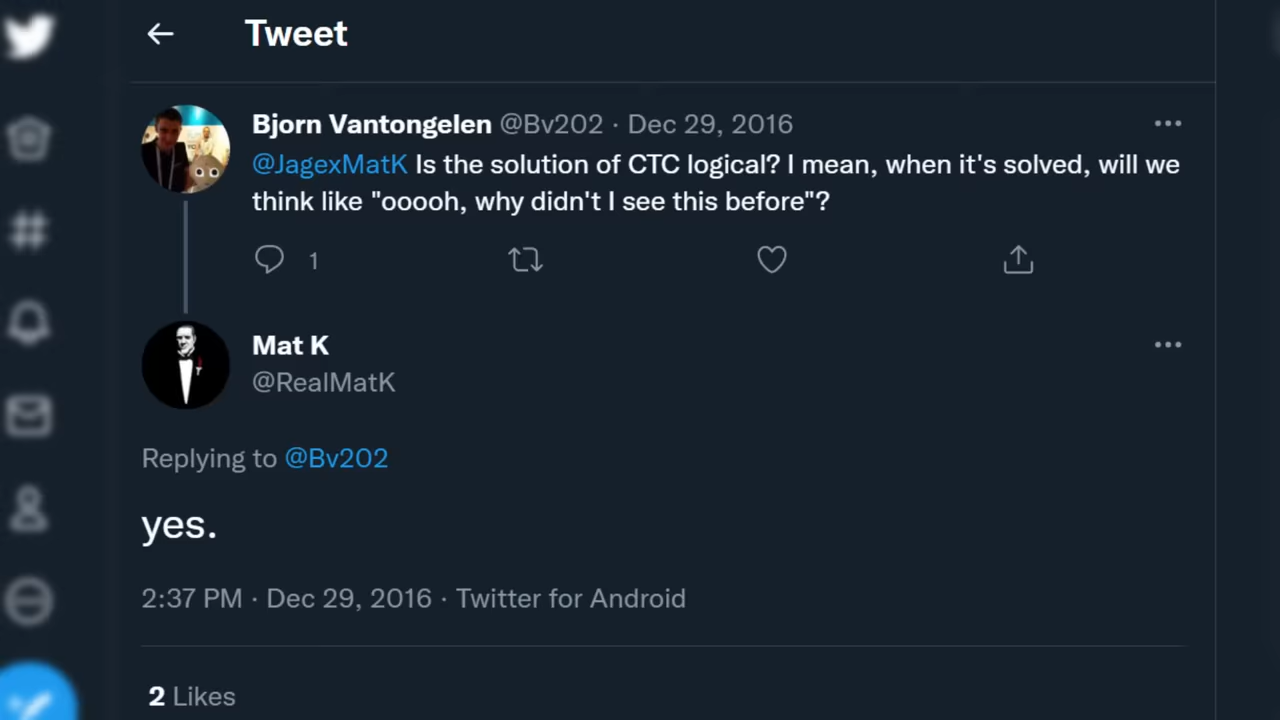 Tweet
Bjorn Vantongelen @Bv202 · Dec 29, 2016
@JagexMatK Is the solution of CTC logical? I mean, when it's solved, will we
think like "ooooh, why didn't I see this before"?
1
Mat K
@RealMatK
Replying to @Bv202
yes.
2:37 PM · Dec 29, 2016 · Twitter for Android
2 Likes